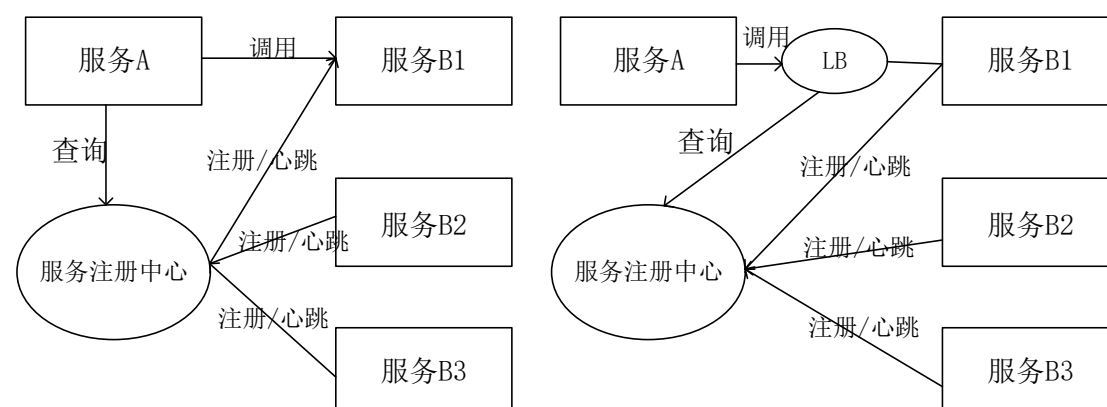 服务A
调用
服务B1
查询
注册/心跳
服务B2
注册/心跳
服务注册中心
注册/心跳
服务B3
服务A
调用
LB
服务B1
查询
注册/心跳
服务B2
注册/心跳
服务注册中心
注册/心跳
服务B3